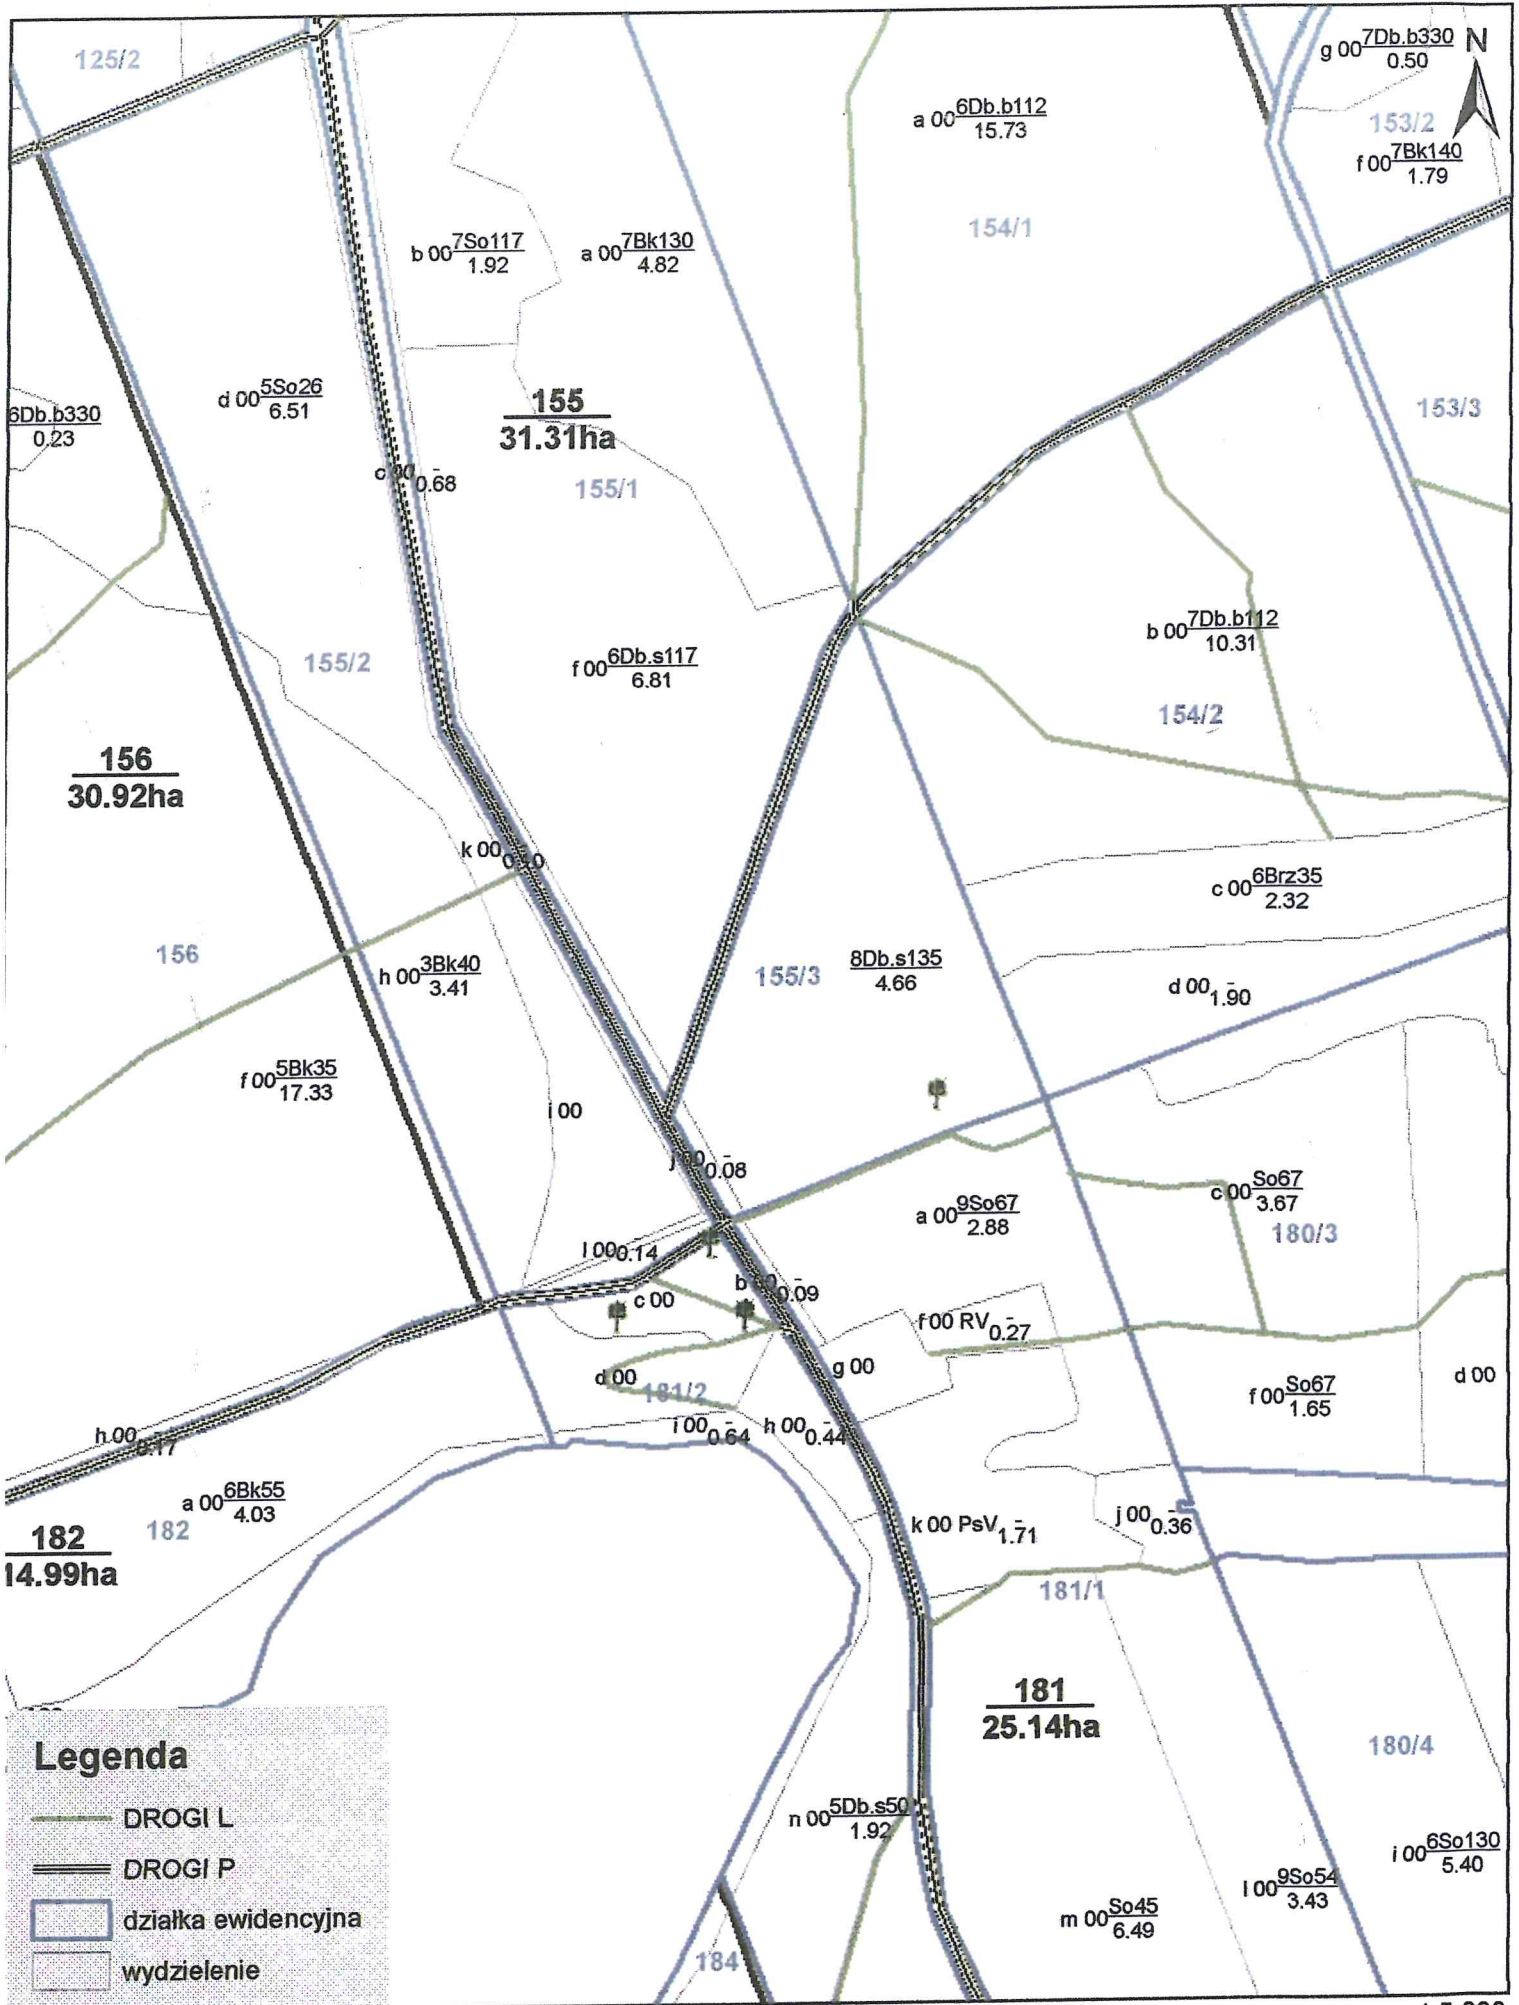 125/2
g 00 7Db.b330
0.50
N
a 00 6Db.b112
15.73
153/2
f 00 7Bk140
1.79
154/1
b 00 7So117
1.92
a 00 7Bk130
4.82
d 00 5So26
6.51
155
31.31ha
6Db.b330
0.23
153/3
c 00 - 0.68
155/1
b 00 7Db.b112
10.31
155/2
f 00 6Db.s117
6.81
154/2
156
30.92ha
k 00
c 00 6Brz35
2.32
156
h 00 3Bk40
3.41
155/3
8Db.s135
4.66
d 00 - 1.90
f 00 5Bk35
17.33
i 00
j 00 - 0.08
c 00 So67
3.67
a 00 9So67
2.88
180/3
l 00 - 0.14
b 00 - 0.09
c 00
f 00 RV - 0.27
g 00
d 00
181/2
f 00 So67
1.65
d 00
i 00 - 0.64
h 00 - 0.44
h 00 - 0.17
a 00 6Bk55
4.03
182
k 00 PsV - 1.71
j 00 - 0.36
182
14.99ha
181/1
181
25.14ha
180/4
Legenda
DROGI L
DROGI P
działka ewidencyjna
wydzielenie
n 00 5Db.s50
1.92
i 00 6So130
5.40
l 00 9So54
3.43
m 00 So45
6.49
184